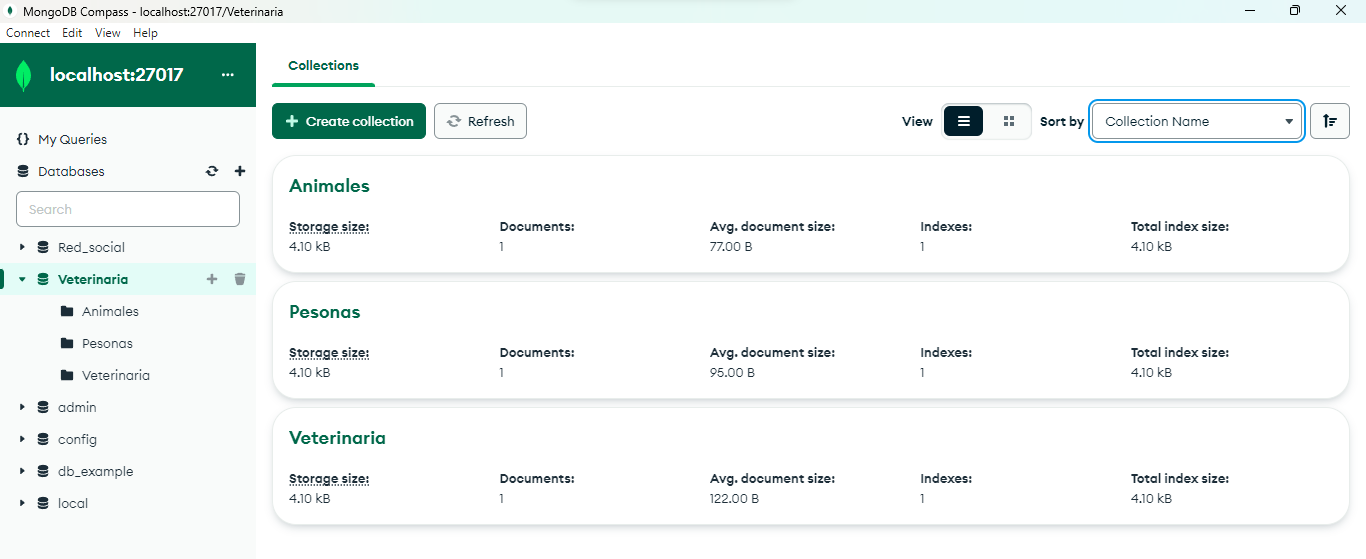 MongoDB Compass - localhost:27017/Veterinaria
Connect Edit View Help
localhost:27017 ...
My Queries
Databases
Search
Red_social
Veterinaria
Animales
Pesonas
Veterinaria
admin
config
db_example
local
Collections
Create collection Refresh View Sort by Collection Name
Animales
Storage size: Documents: Avg. document size: Indexes: Total index size:
4.10 kB 1 77.00 B 1 4.10 kB
Pesonas
Storage size: Documents: Avg. document size: Indexes: Total index size:
4.10 kB 1 95.00 B 1 4.10 kB
Veterinaria
Storage size: Documents: Avg. document size: Indexes: Total index size:
4.10 kB 1 122.00 B 1 4.10 kB